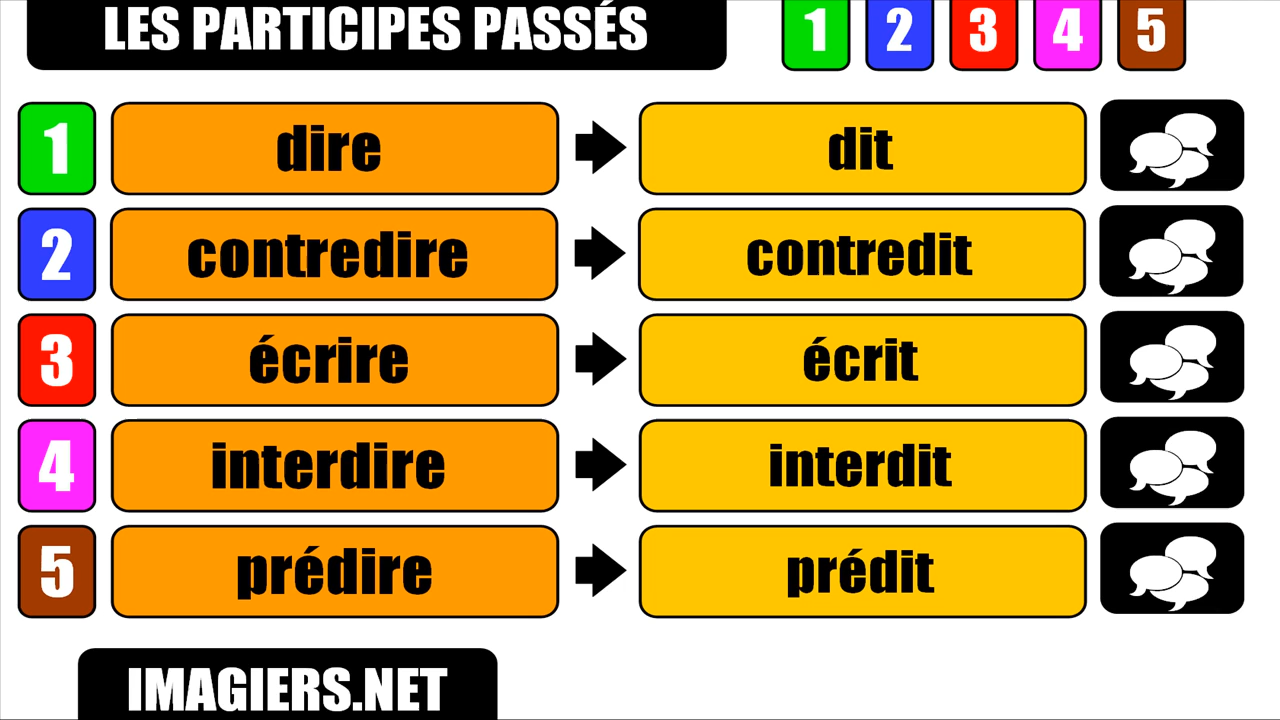 LES PARTICIPES PASSÉS 1 2 3 4 5
1 dire dit
2 contredire contredit
3 écrire écrit
4 interdire interdit
5 prédire prédit
IMAGIERS.NET